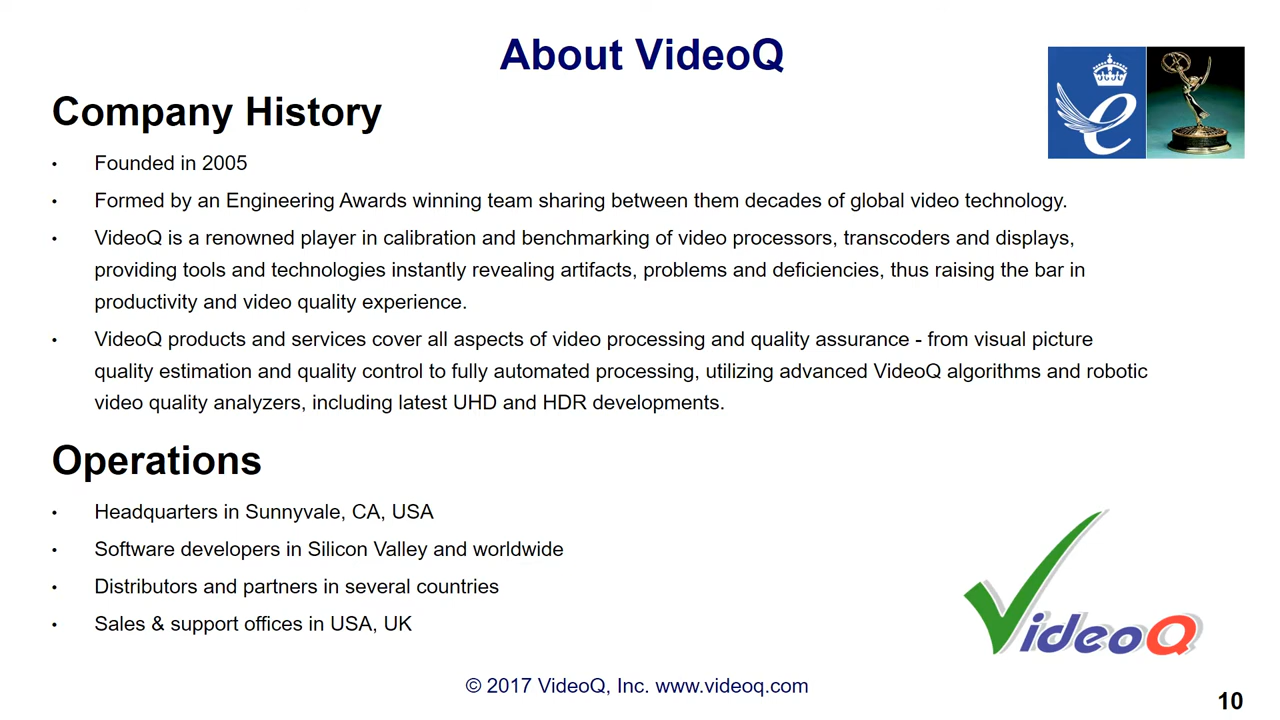 About VideoQ
Company History
• Founded in 2005
• Formed by an Engineering Awards winning team sharing between them decades of global video technology.
• VideoQ is a renowned player in calibration and benchmarking of video processors, transcoders and displays,
providing tools and technologies instantly revealing artifacts, problems and deficiencies, thus raising the bar in
productivity and video quality experience.
• VideoQ products and services cover all aspects of video processing and quality assurance - from visual picture
quality estimation and quality control to fully automated processing, utilizing advanced VideoQ algorithms and robotic
video quality analyzers, including latest UHD and HDR developments.
Operations
• Headquarters in Sunnyvale, CA, USA
• Software developers in Silicon Valley and worldwide
• Distributors and partners in several countries
• Sales & support offices in USA, UK
VideoQ
© 2017 VideoQ, Inc. www.videoq.com
10